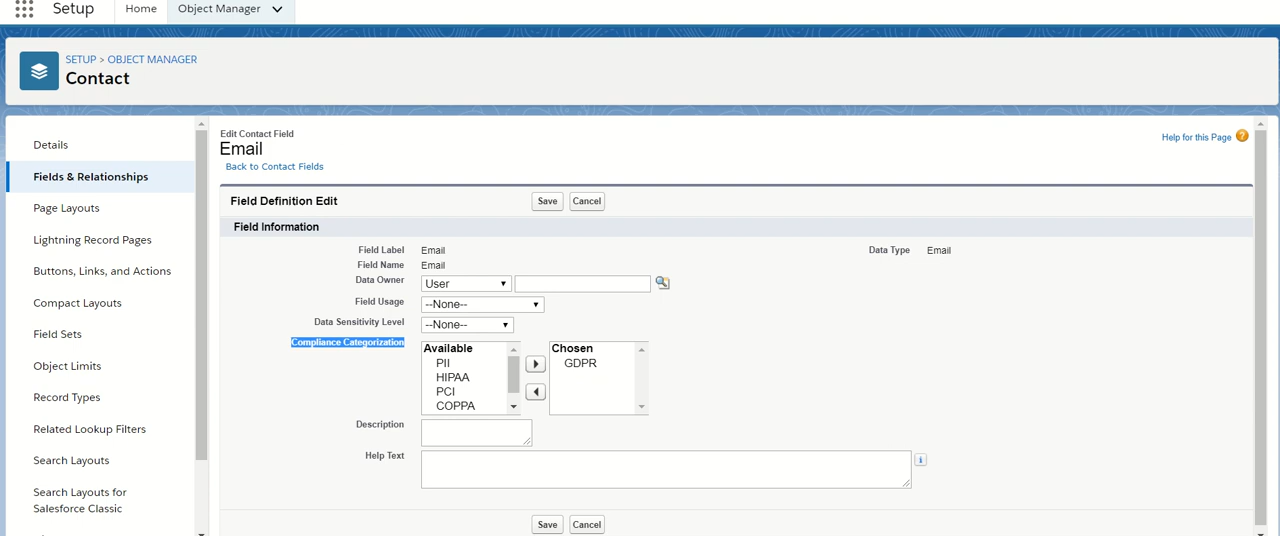 Setup Home Object Manager
SETUP > OBJECT MANAGER
Contact
Details
Fields & Relationships
Page Layouts
Lightning Record Pages
Buttons, Links, and Actions
Compact Layouts
Field Sets
Object Limits
Record Types
Related Lookup Filters
Search Layouts
Search Layouts for
Salesforce Classic
Edit Contact Field
Email
Back to Contact Fields
Help for this Page ?
Field Definition Edit Save Cancel
Field Information
Field Label Email Data Type Email
Field Name Email
Data Owner User
Field Usage --None--
Data Sensitivity Level --None--
Compliance Categorization
Available Chosen
PII GDPR
HIPAA
PCI
COPPA
Description
Help Text i
Save Cancel